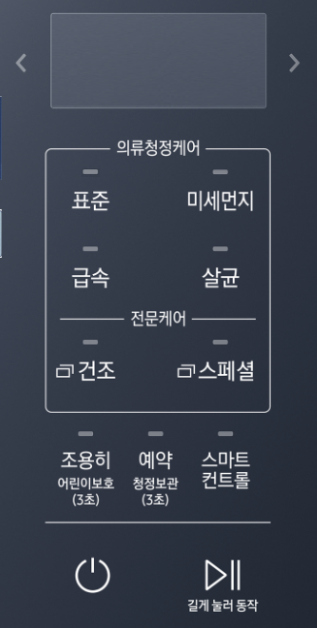 의류청정케어
표준 미세먼지
급속 살균
전문케어
건조 스페셜
조용히 예약 스마트
컨트롤
어린이보호 청정보관
(3초) (3초)
길게 눌러 동작